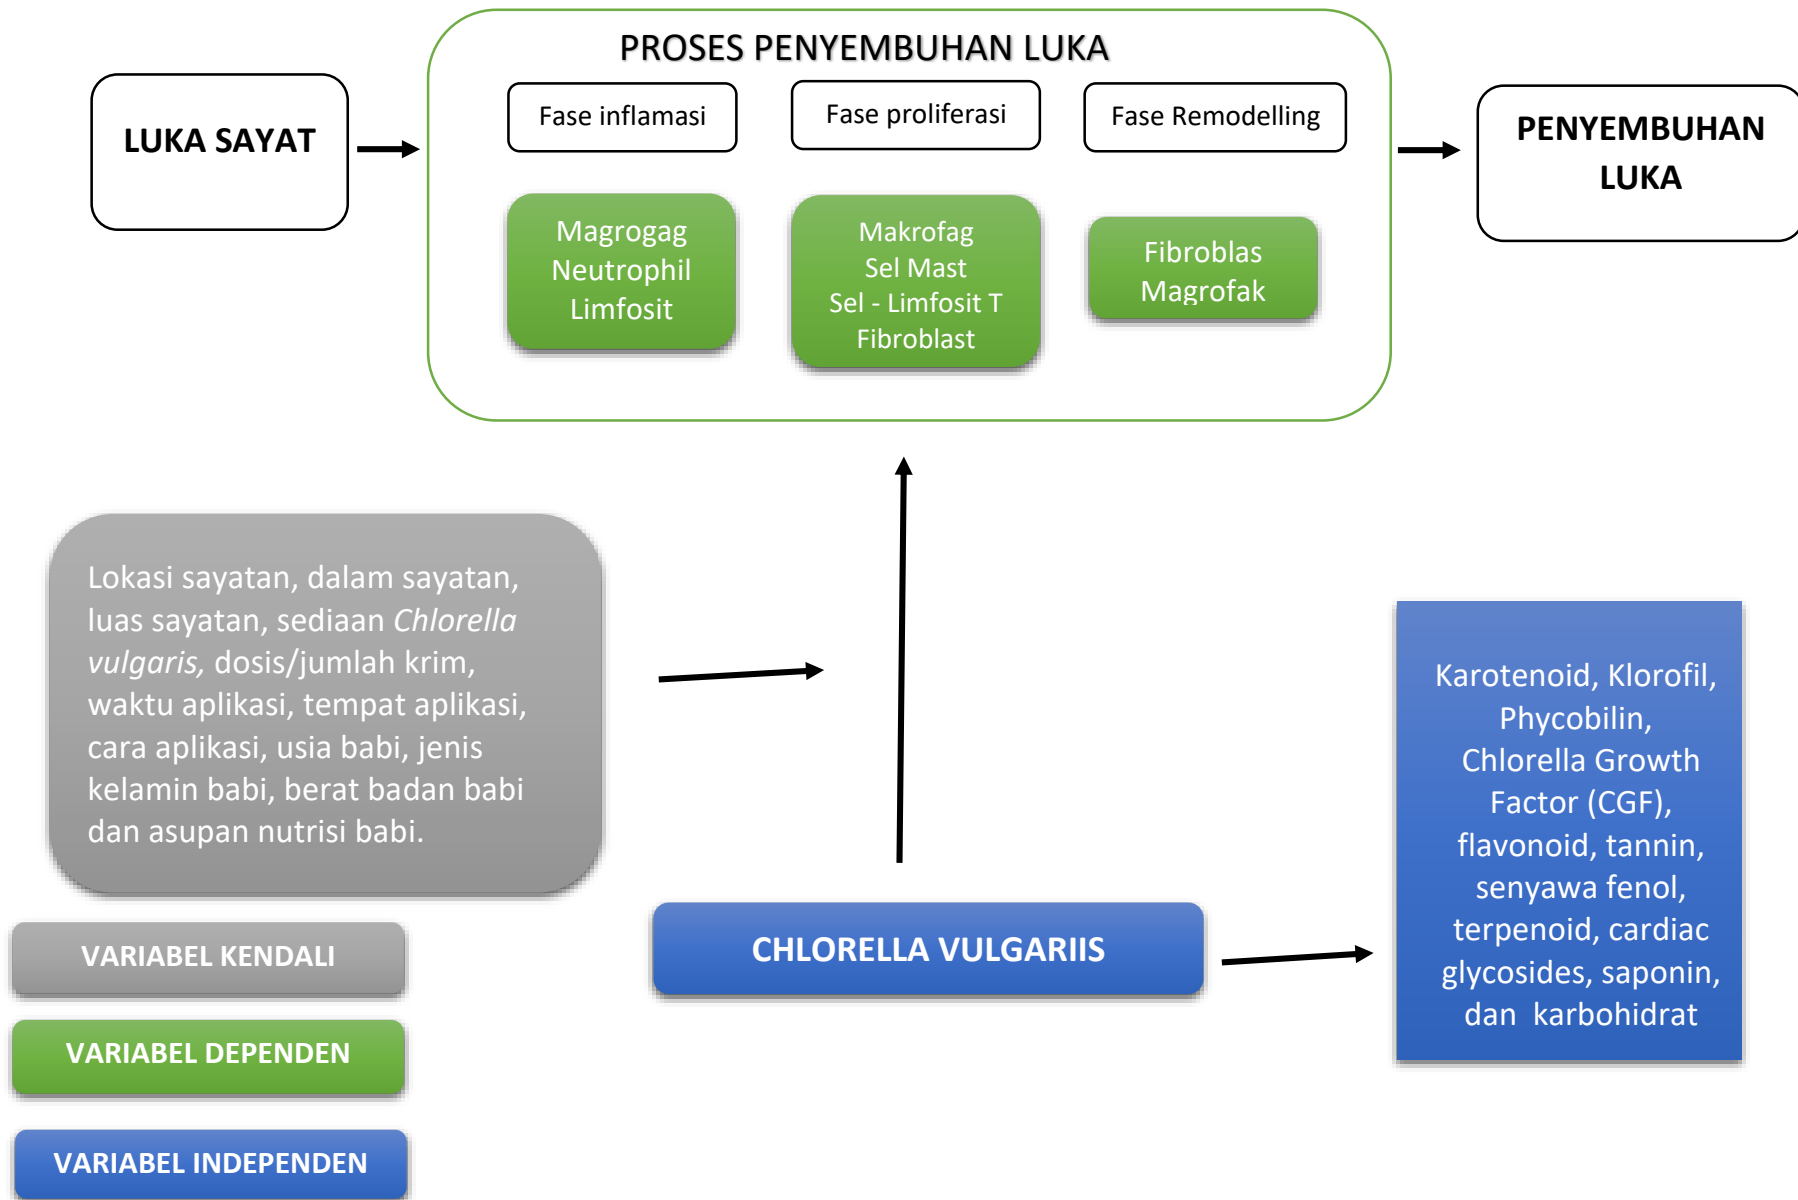 PROSES PENYEMBUHAN LUKA
LUKA SAYAT
Fase inflamasi
Fase proliferasi
Fase Remodelling
PENYEMBUHAN
LUKA
Magrogag
Neutrophil
Limfosit
Makrofag
Sel Mast
Sel - Limfosit T
Fibroblast
Fibroblas
Magrofak
Lokasi sayatan, dalam sayatan,
luas sayatan, sediaan Chlorella
vulgaris, dosis/jumlah krim,
waktu aplikasi, tempat aplikasi,
cara aplikasi, usia babi, jenis
kelamin babi, berat badan babi
dan asupan nutrisi babi.
Karotenoid, Klorofil,
Phycobilin,
Chlorella Growth
Factor (CGF),
flavonoid, tannin,
senyawa fenol,
terpenoid, cardiac
glycosides, saponin,
dan karbohidrat
CHLORELLA VULGARIIS
VARIABEL KENDALI
VARIABEL DEPENDEN
VARIABEL INDEPENDEN